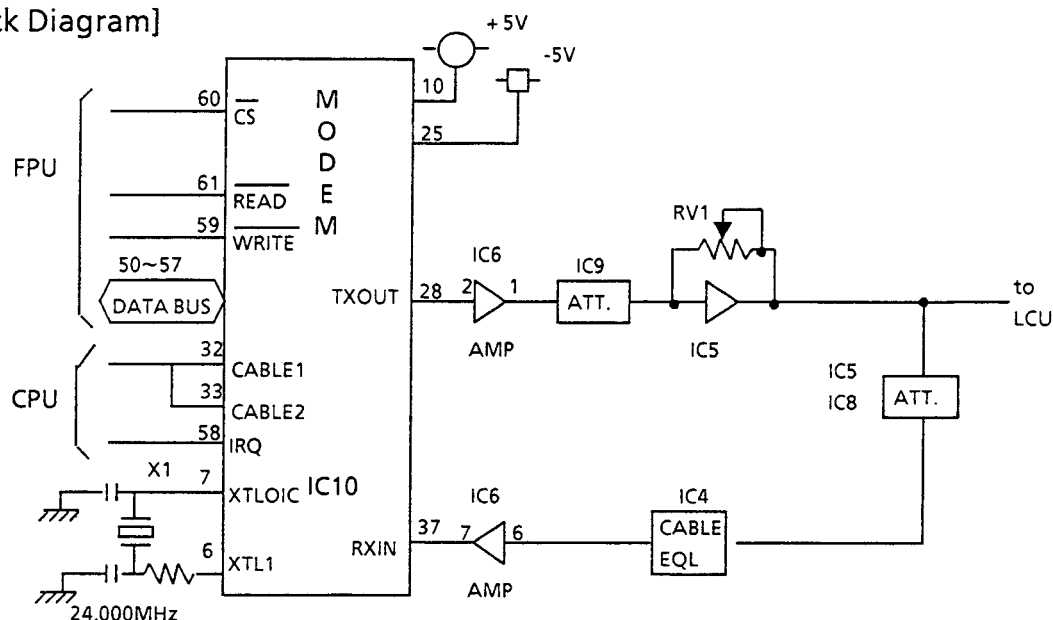 ck Diagram]
+5V
-5V
10
25
60
CS
FPU
61
READ
59
WRITE
50~57
DATA BUS
MODEM
TXOUT
28
IC6
2
1
AMP
IC9
ATT.
RV1
IC5
to
LCU
32
CABLE1
33
CABLE2
CPU
58
IRQ
IC5
IC8
ATT.
X1
7
XTLOIC
IC10
6
XTL1
24.000MHz
RXIN
37
IC6
7
6
AMP
IC4
CABLE
EQL